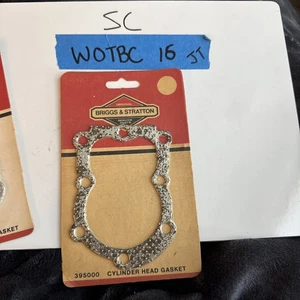 SC
WOTBC 16 JT
BRIGGS & STRATTON
395000 CYLINDER HEAD GASKET
GASKET